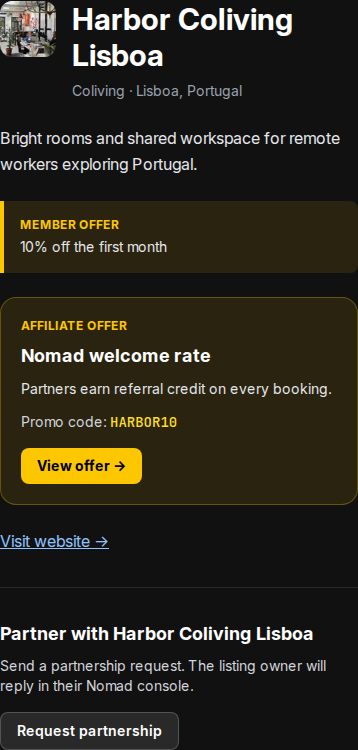 Harbor Coliving
Lisboa
Coliving · Lisboa, Portugal
Bright rooms and shared workspace for remote
workers exploring Portugal.
MEMBER OFFER
10% off the first month
AFFILIATE OFFER
Nomad welcome rate
Partners earn referral credit on every booking.
Promo code: HARBOR10
View offer →
Visit website →
Partner with Harbor Coliving Lisboa
Send a partnership request. The listing owner will
reply in their Nomad console.
Request partnership